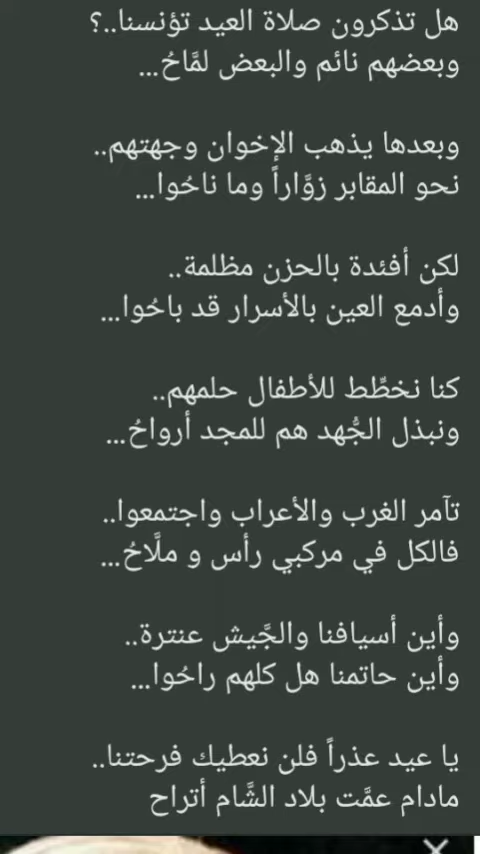 هل تذكرون صلاة العيد تؤنسنا..؟
وبعضهم نائم والبعض لمَّاحُ...
وبعدها يذهب الإخوان وجهتهم..
نحو المقابر زوَّاراً وما ناحُوا...
لكن أفئدة بالحزن مظلمة..
وأدمع العين بالأسرار قد باحُوا...
كنا نخطِّط للأطفال حلمهم..
ونبذل الجُّهد هم للمجد أرواحُ...
تآمر الغرب والأعراب واجتمعوا..
فالكل في مركبي رأس و ملَّاحُ...
وأين أسيافنا والجَّيش عنترة..
وأين حاتمنا هل كلهم راحُوا...
يا عيد عذراً فلن نعطيك فرحتنا..
مادام عمَّت بلاد الشَّام أتراح